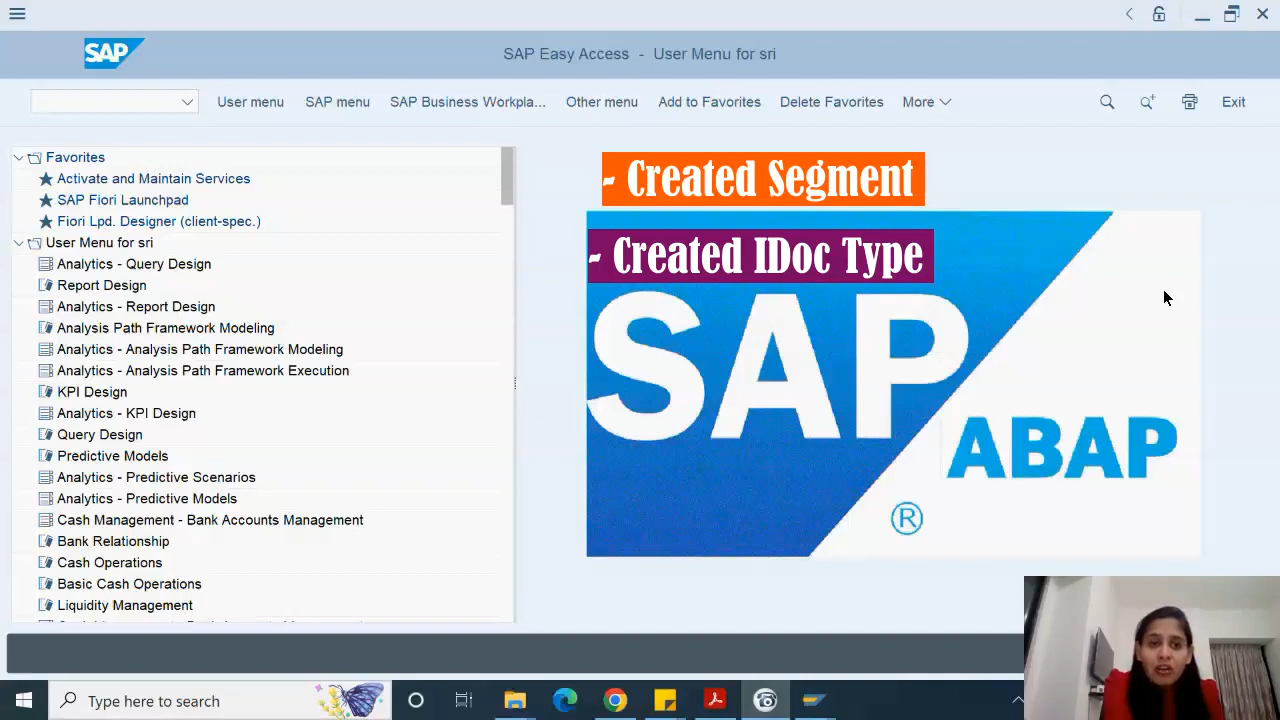 SAP
SAP Easy Access - User Menu for sri
User menu
SAP menu
SAP Business Workpla...
Other menu
Add to Favorites
Delete Favorites
More
Exit
Favorites
Activate and Maintain Services
SAP Fiori Launchpad
Fiori Lpd. Designer (client-spec.)
User Menu for sri
Analytics - Query Design
Report Design
Analytics - Report Design
Analysis Path Framework Modeling
Analytics - Analysis Path Framework Modeling
Analytics - Analysis Path Framework Execution
KPI Design
Analytics - KPI Design
Query Design
Predictive Models
Analytics - Predictive Scenarios
Analytics - Predictive Models
Cash Management - Bank Accounts Management
Bank Relationship
Cash Operations
Basic Cash Operations
Liquidity Management
- Created Segment
- Created IDoc Type
SAP
ABAP
®
Type here to search